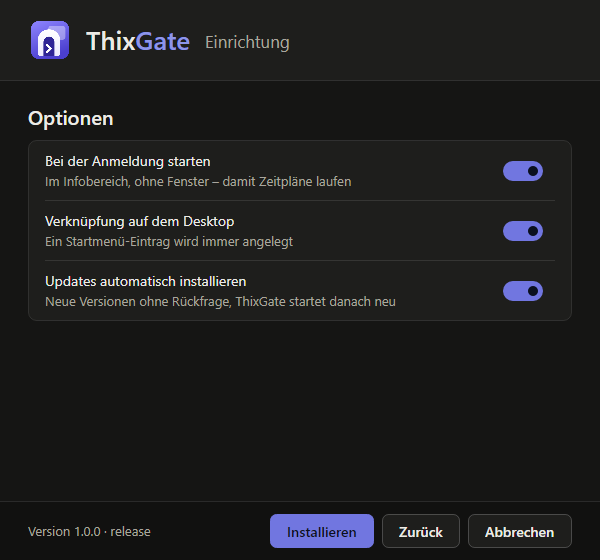 ThixGate Einrichtung
Optionen
Bei der Anmeldung starten
Im Infobereich, ohne Fenster – damit Zeitpläne laufen
Verknüpfung auf dem Desktop
Ein Startmenü-Eintrag wird immer angelegt
Updates automatisch installieren
Neue Versionen ohne Rückfrage, ThixGate startet danach neu
Version 1.0.0 · release
Installieren
Zurück
Abbrechen